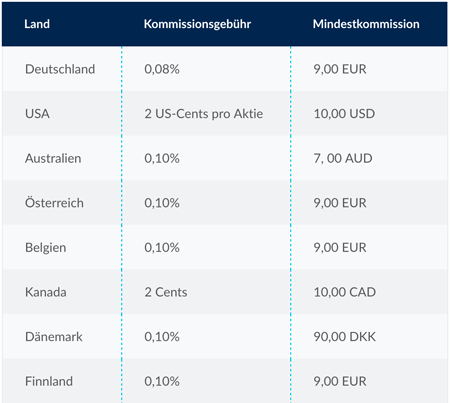 Land Kommissionsgebühr Mindestkommission
Deutschland 0,08% 9,00 EUR
USA 2 US-Cents pro Aktie 10,00 USD
Australien 0,10% 7, 00 AUD
Österreich 0,10% 9,00 EUR
Belgien 0,10% 9,00 EUR
Kanada 2 Cents 10,00 CAD
Dänemark 0,10% 90,00 DKK
Finnland 0,10% 9,00 EUR